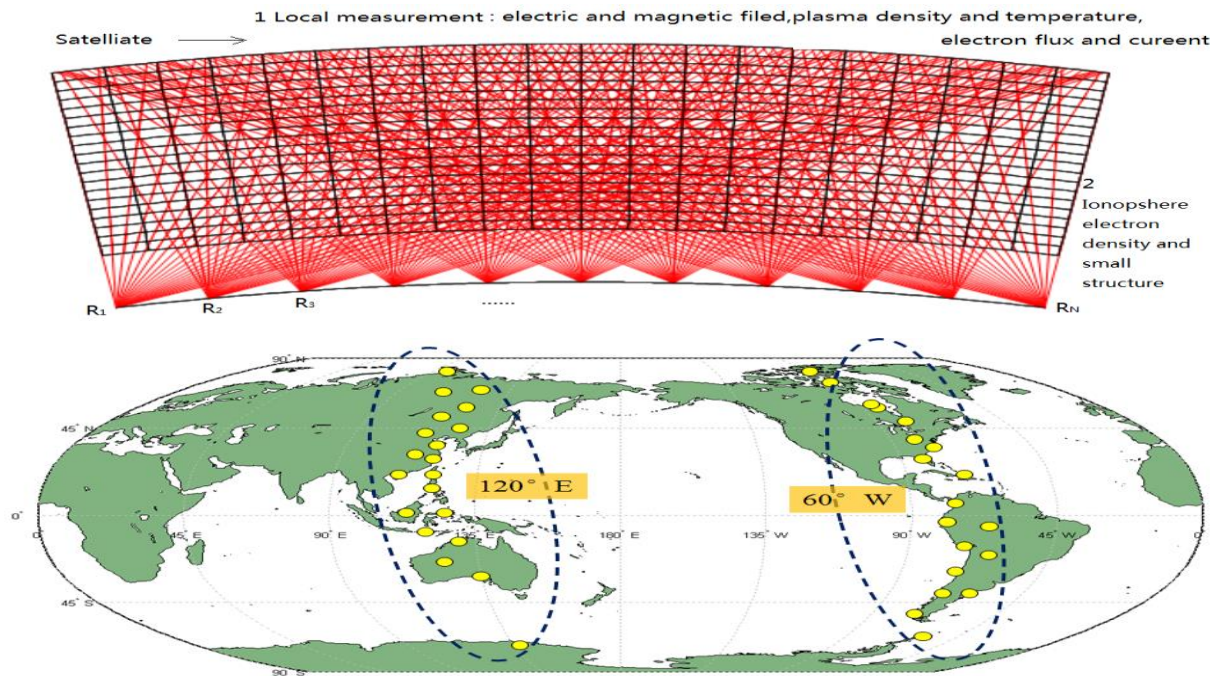 1 Local measurement : electric and magnetic filed,plasma density and temperature,
Satelliate
electron flux and cureent
2
Ionopshere
electron
density and
small
structure
R₁
R₂
R₃
......
R_N
90° N
45° N
120° E
60° W
0°
0°
45° E
90° E
135° E
180° E
135° W
90° W
45° W
0°
45° S
90° S